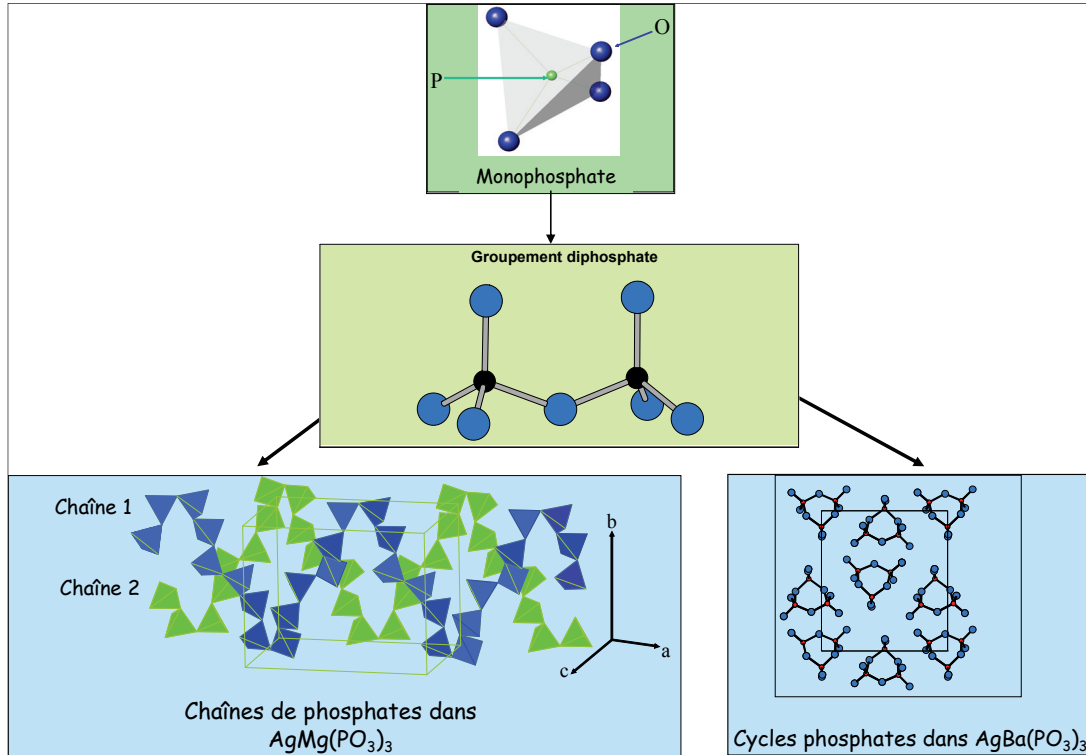 O
P
Monophosphate
Groupement diphosphate
Chaîne 1
Chaîne 2
b
a
c
Chaînes de phosphates dans
AgMg(PO₃)₃
Cycles phosphates dans AgBa(PO₃)₃